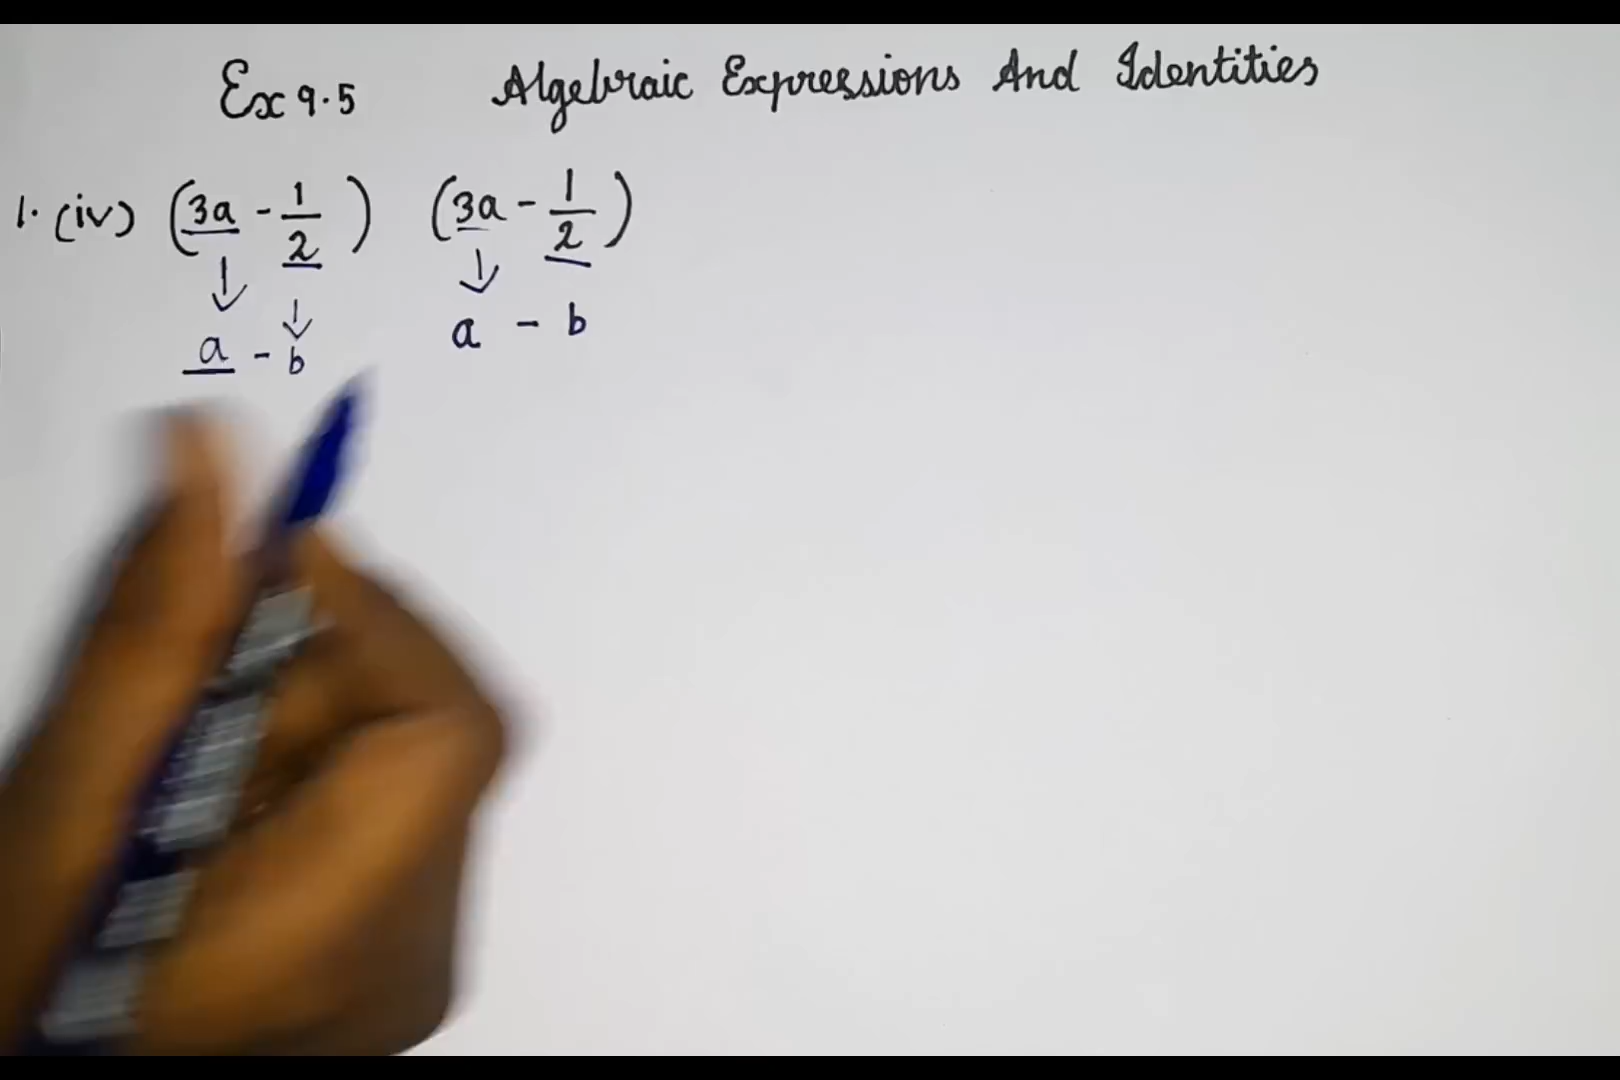 Ex 9.5 Algebraic Expressions And Identities
1. (iv) (3a - 1/2) (3a - 1/2)
↓ ↓ ↓
a - b a - b